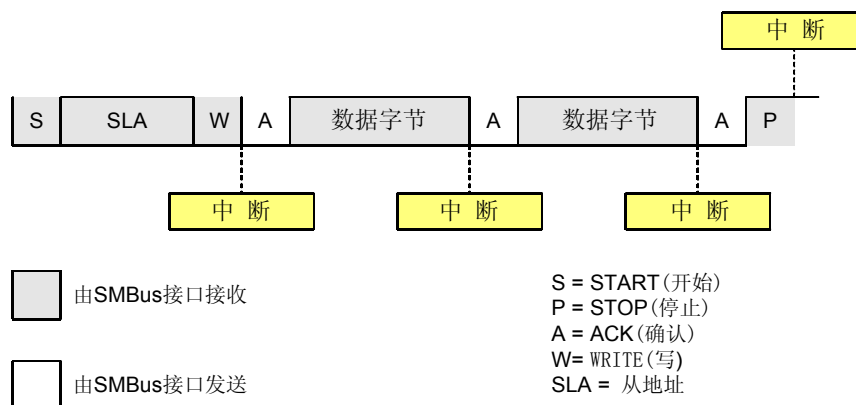 中 断
S SLA W A 数据字节 A 数据字节 A P
中 断 中 断 中 断
由SMBus接口接收
由SMBus接口发送
S = START(开始)
P = STOP(停止)
A = ACK(确认)
W= WRITE(写)
SLA = 从地址